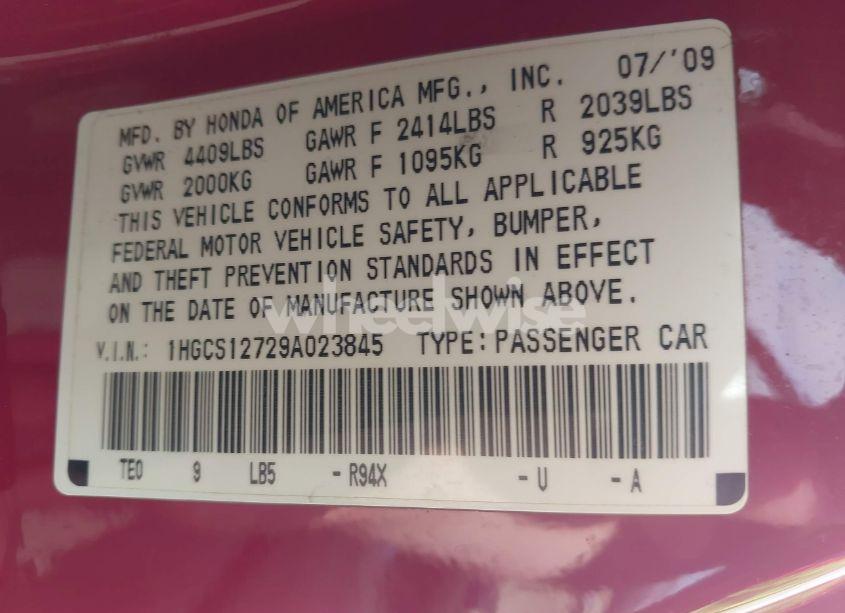 MFD. BY HONDA OF AMERICA MFG., INC. 07/'09
GVWR 4409LBS GAWR F 2414LBS R 2039LBS
GVWR 2000KG GAWR F 1095KG R 925KG
THIS VEHICLE CONFORMS TO ALL APPLICABLE
FEDERAL MOTOR VEHICLE SAFETY, BUMPER,
AND THEFT PREVENTION STANDARDS IN EFFECT
ON THE DATE OF MANUFACTURE SHOWN ABOVE.
wheelwise
V.I.N.: 1HGCS12729A023845 TYPE: PASSENGER CAR
TE0 9 LB5 - R94X - U - A